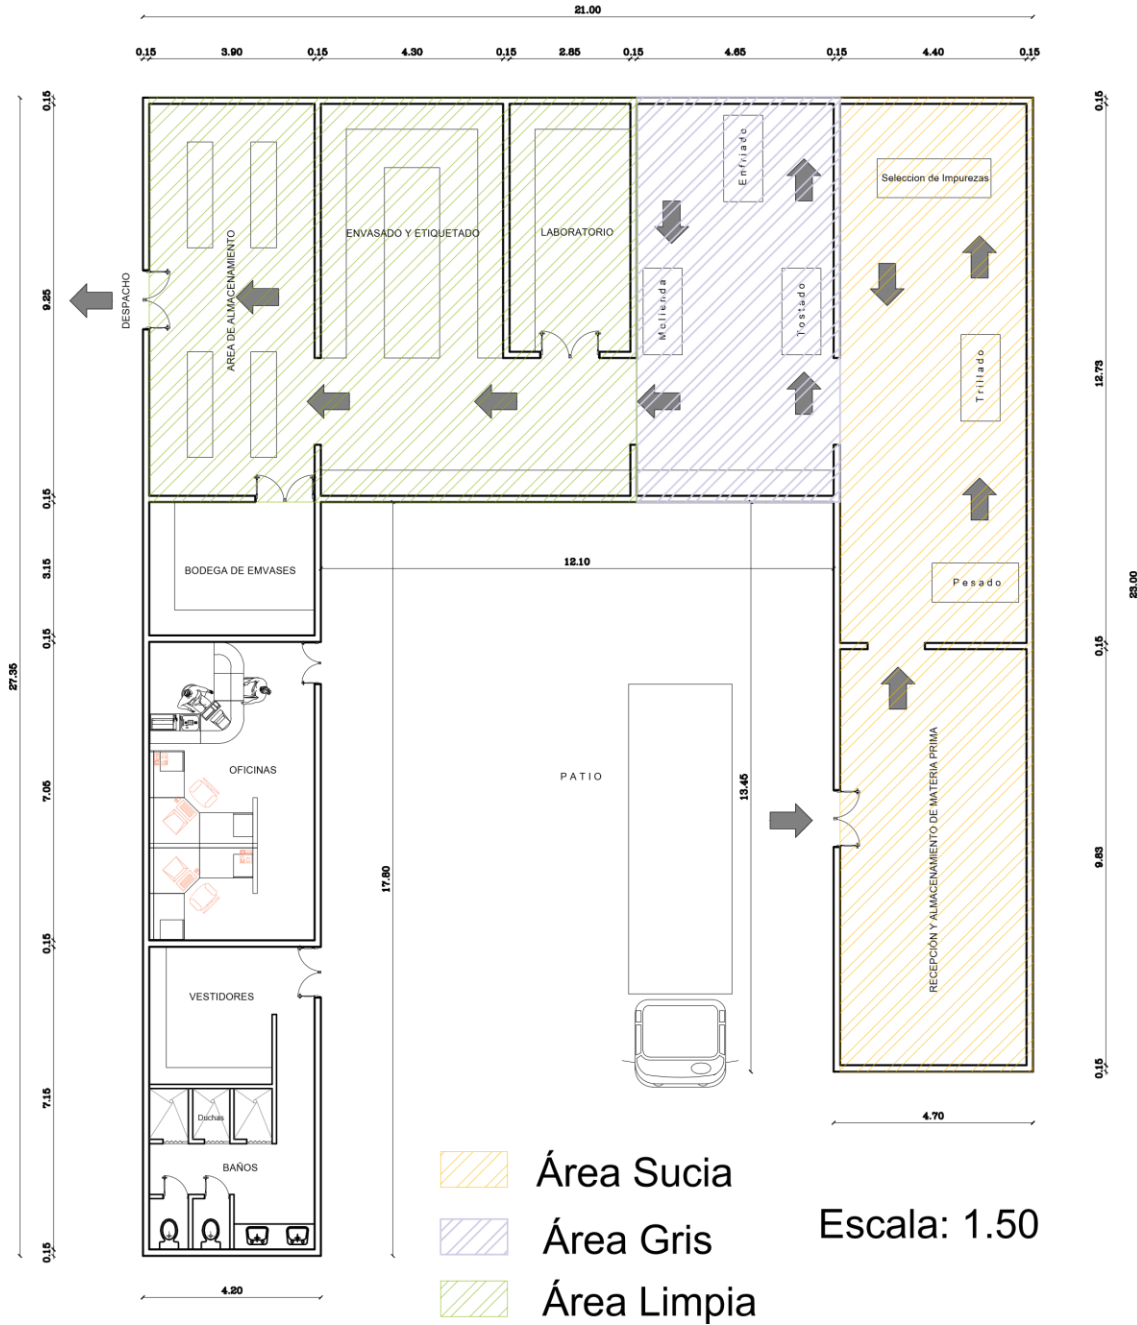 21.00
0.15 3.90 0.15 4.30 0.15 2.85 0.15 4.65 0.15 4.40 0.15
0.15
9.85
0.15
3.15
0.15
7.05
0.15
7.15
0.15
27.35
0.15
12.73
0.15
9.83
0.15
23.00
DESPACHO
AREA DE ALMACENAMIENTO
ENVASADO Y ETIQUETADO
LABORATORIO
Enfriado
Molienda
Tostado
Seleccion de Impurezas
Trillado
Pesado
BODEGA DE EMVASES
12.10
OFICINAS
PATIO
13.45
17.80
RECEPCIÓN Y ALMACENAMIENTO DE MATERIA PRIMA
VESTIDORES
Duchas
BAÑOS
4.20
4.70
Área Sucia
Área Gris
Área Limpia
Escala: 1.50